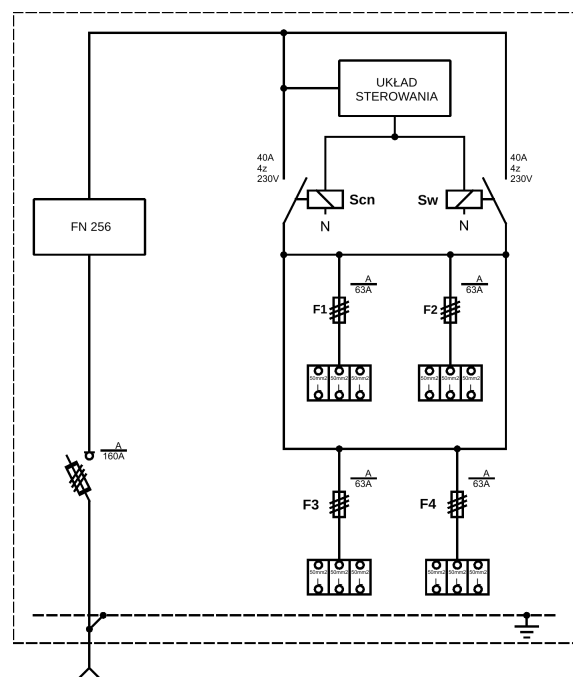 UKŁAD
STEROWANIA
40A
4z
230V
40A
4z
230V
Scn
Sw
N
N
FN 256
A
63A
A
63A
F1
F2
50mm2 50mm2 50mm2
L L L
50mm2 50mm2 50mm2
L L L
A
160A
A
63A
A
63A
F3
F4
50mm2 50mm2 50mm2
L L L
50mm2 50mm2 50mm2
L L L